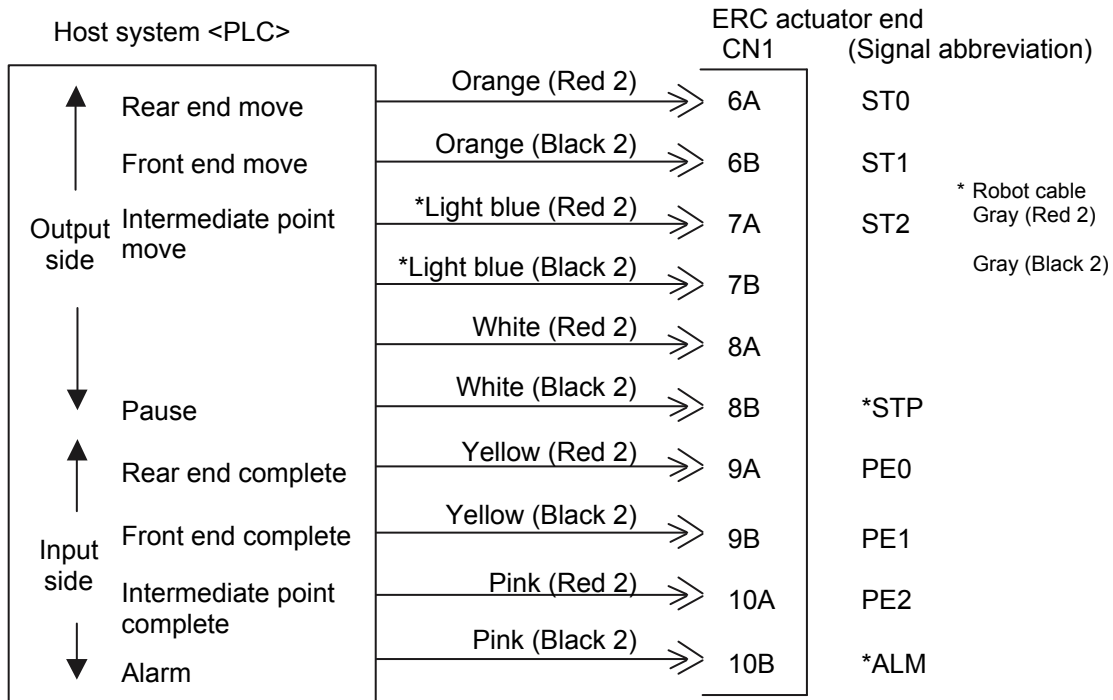 Host system <PLC>
ERC actuator end
CN1 (Signal abbreviation)
Rear end move Orange (Red 2) 6A ST0
Front end move Orange (Black 2) 6B ST1
Output side
Intermediate point move *Light blue (Red 2) 7A ST2
* Robot cable
Gray (Red 2)
Gray (Black 2)
*Light blue (Black 2) 7B
White (Red 2) 8A
Pause White (Black 2) 8B *STP
Rear end complete Yellow (Red 2) 9A PE0
Front end complete Yellow (Black 2) 9B PE1
Input side
Intermediate point complete Pink (Red 2) 10A PE2
Alarm Pink (Black 2) 10B *ALM